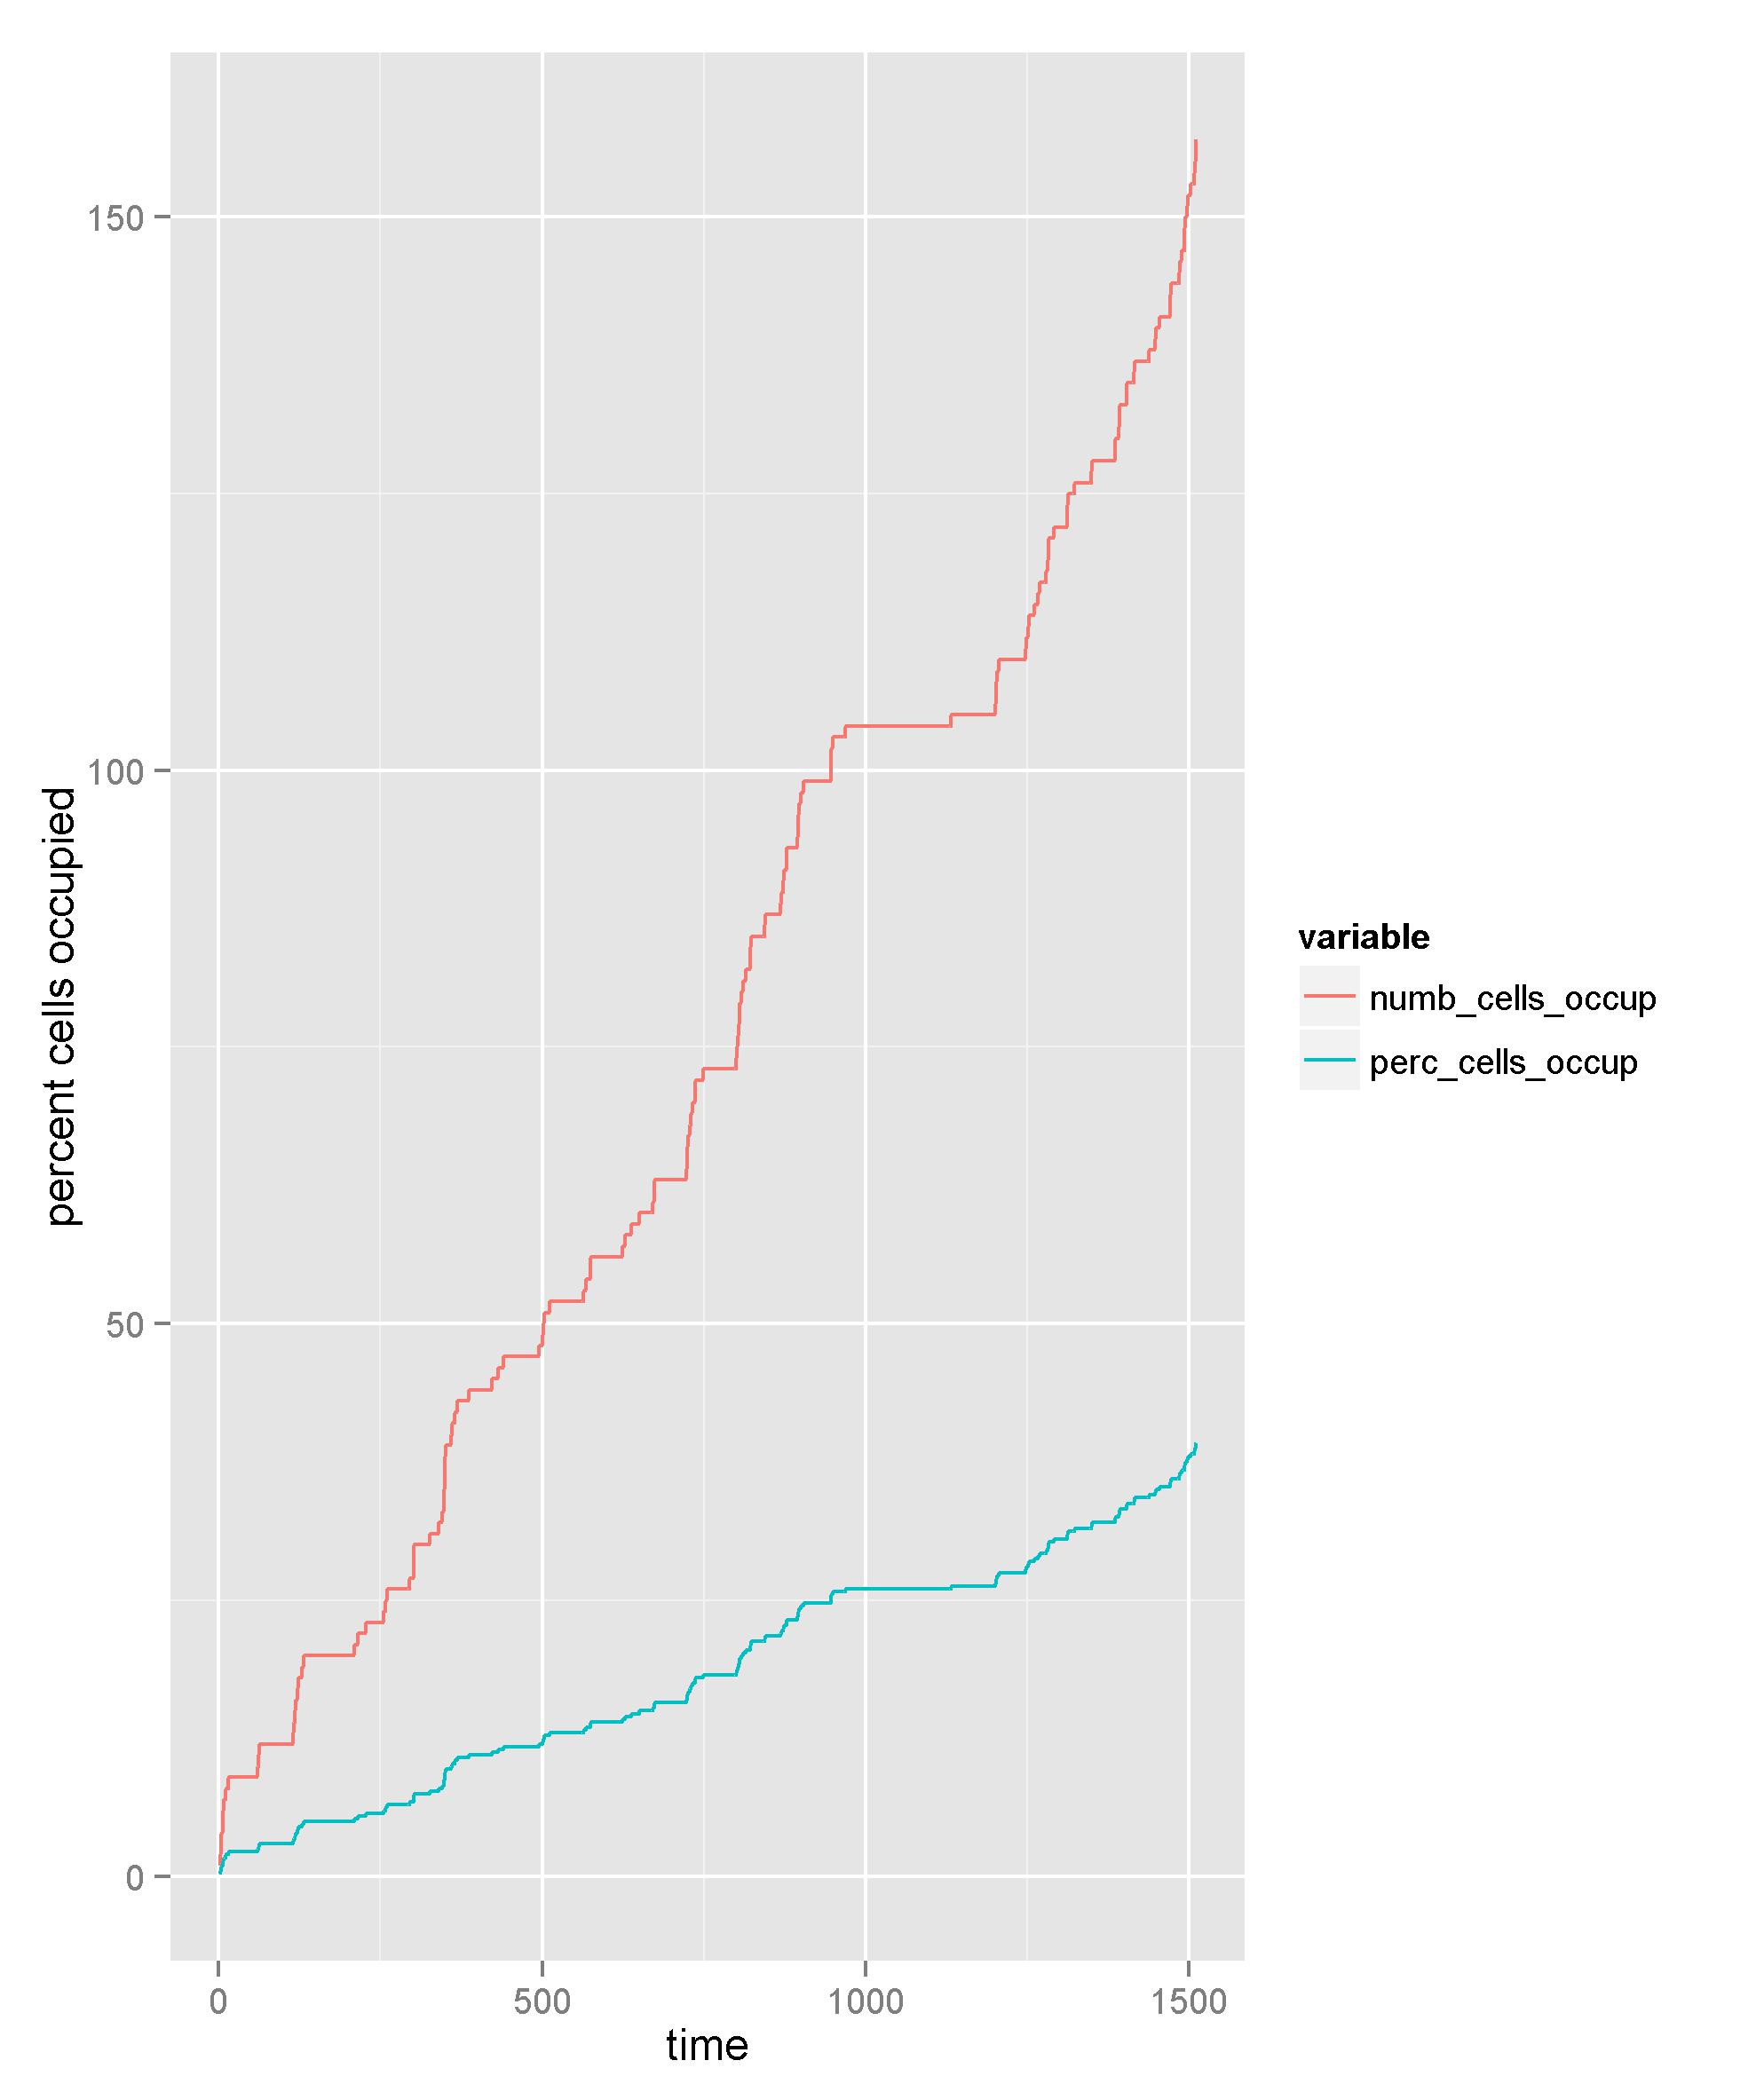 150
100
50
0
percent cells occupied
0 500 1000 1500
time
variable
numb_cells_occup
perc_cells_occup